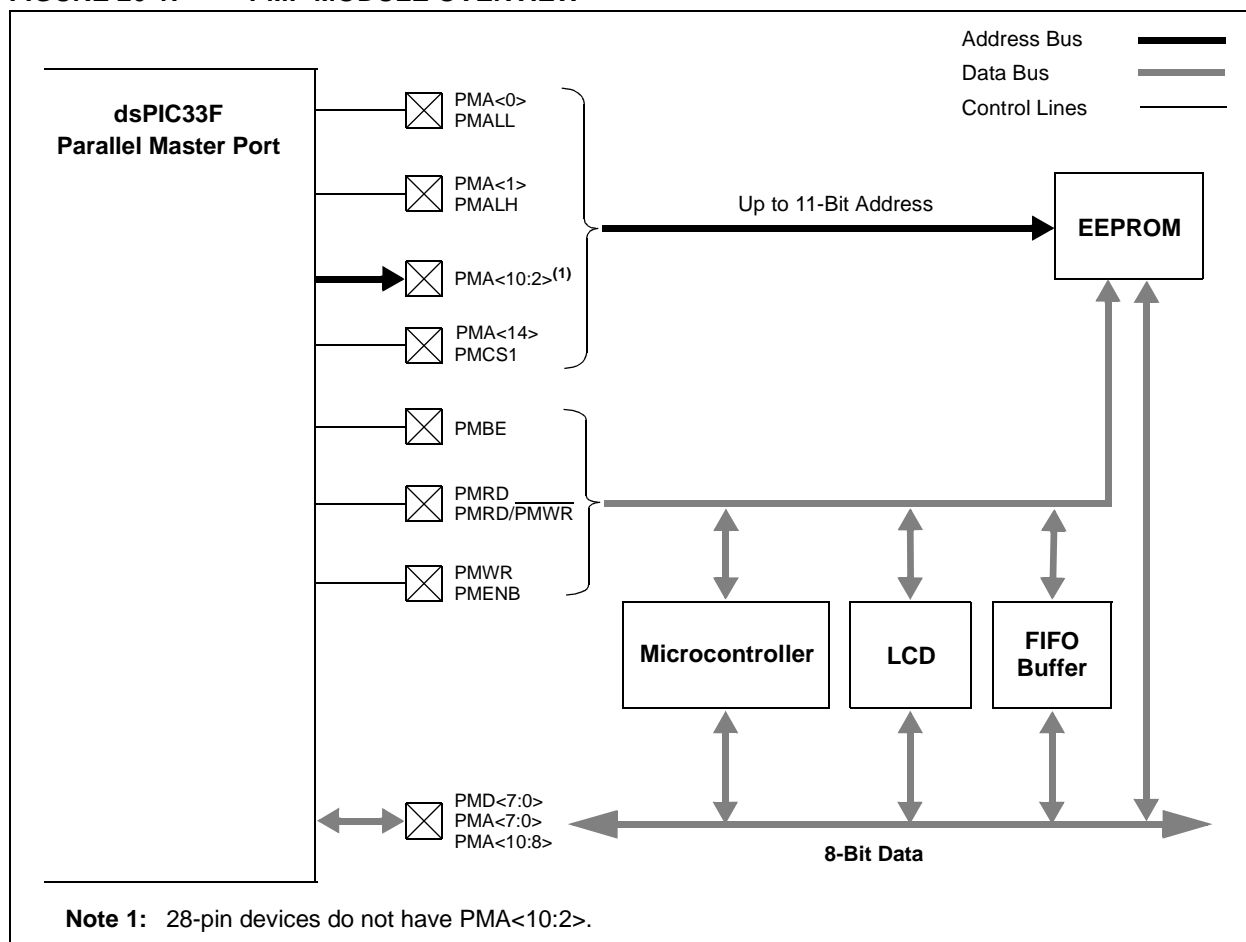 Address Bus
Data Bus
Control Lines
dsPIC33F
Parallel Master Port
PMA<0>
PMALL
PMA<1>
PMALH
PMA<10:2>(1)
PMA<14>
PMCS1
PMBE
PMRD
PMRD/PMWR
PMWR
PMENB
PMD<7:0>
PMA<7:0>
PMA<10:8>
Up to 11-Bit Address
EEPROM
Microcontroller
LCD
FIFO
Buffer
8-Bit Data
Note 1: 28-pin devices do not have PMA<10:2>.